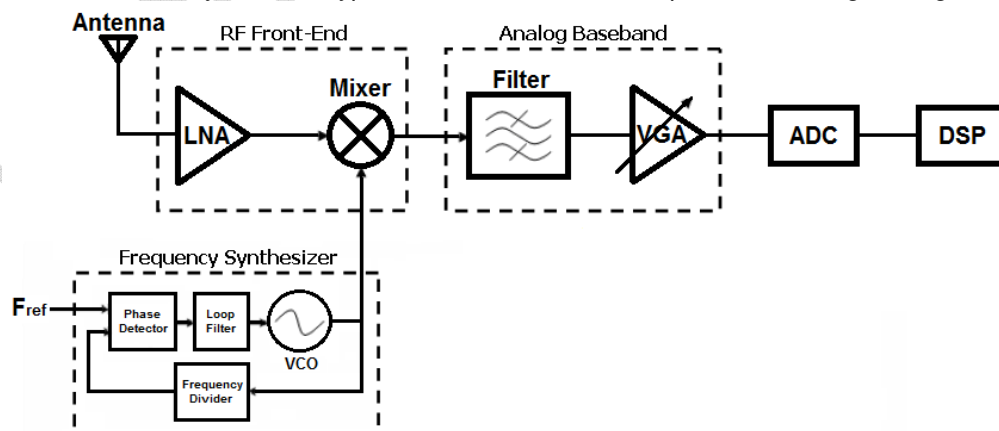 Antenna
RF Front-End
Analog Baseband
LNA
Mixer
Filter
VGA
ADC
DSP
Frequency Synthesizer
Fref
Phase
Detector
Loop
Filter
VCO
Frequency
Divider